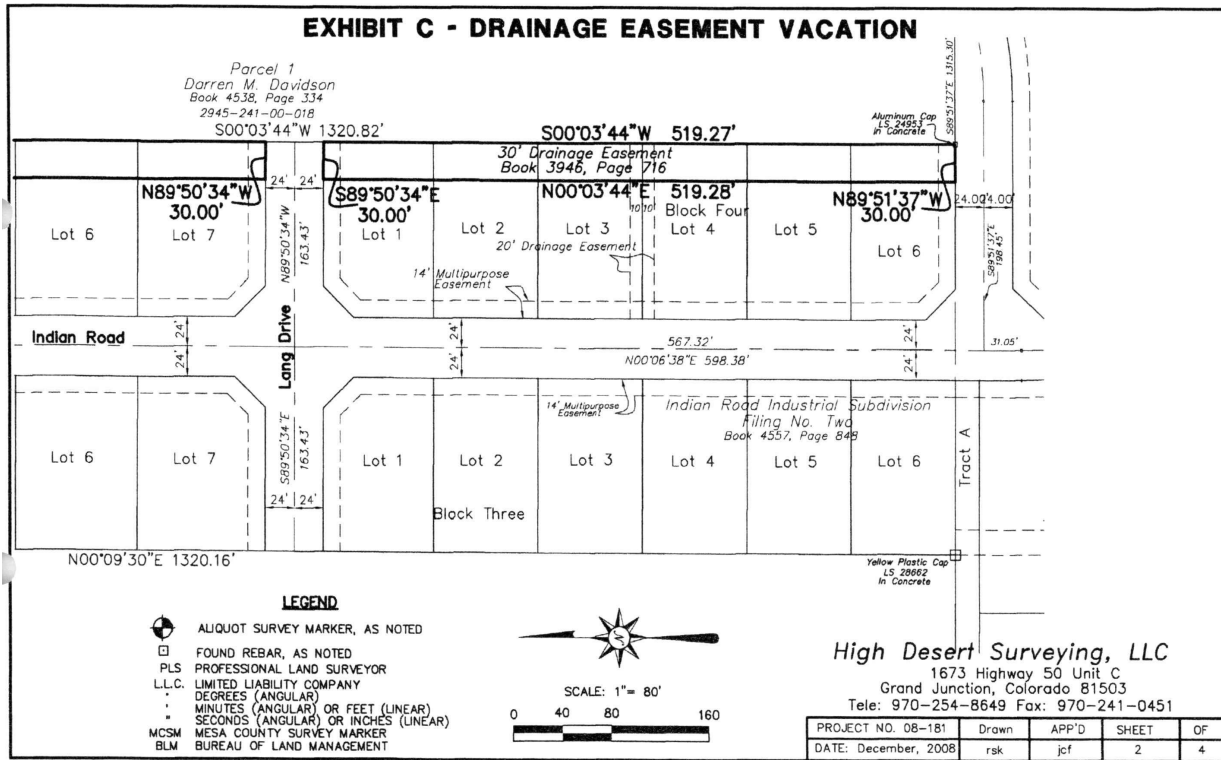 EXHIBIT C - DRAINAGE EASEMENT VACATION
Parcel 1
Darren M. Davidson
Book 4538, Page 334
2945-241-00-018
S00°03'44"W 1320.82'
S00°03'44"W 519.27'
30' Drainage Easement
Book 3946, Page 716
N00°03'44"E 519.28'
Aluminum Cap
LS 24953
In Concrete
S89°51'37"E 1315.30'
N89°50'34"W
30.00'
24' 24'
S89°50'34"E
30.00'
N89°51'37"W
30.00'
24.00'
24.00'
10' 10'
Block Four
Lot 6
Lot 7
N89°50'34"W
163.43'
Lot 1
Lot 2
Lot 3
Lot 4
Lot 5
Lot 6
20' Drainage Easement
14' Multipurpose
Easement
S89°51'37"E
198.45'
Indian Road
24'
24'
Lang Drive
24'
24'
567.32'
N00°06'38"E 598.38'
24'
24'
31.05'
14' Multipurpose
Easement
Indian Road Industrial Subdivision
Filing No. Two
Book 4557, Page 848
Lot 6
Lot 7
S89°50'34"E
163.43'
Lot 1
Lot 2
Lot 3
Lot 4
Lot 5
Lot 6
Tract A
24' 24'
Block Three
N00°09'30"E 1320.16'
Yellow Plastic Cap
LS 28662
In Concrete
LEGEND
ALIQUOT SURVEY MARKER, AS NOTED
FOUND REBAR, AS NOTED
PLS PROFESSIONAL LAND SURVEYOR
L.L.C. LIMITED LIABILITY COMPANY
° DEGREES (ANGULAR)
' MINUTES (ANGULAR) OR FEET (LINEAR)
" SECONDS (ANGULAR) OR INCHES (LINEAR)
MCSM MESA COUNTY SURVEY MARKER
BLM BUREAU OF LAND MANAGEMENT
N
SCALE: 1"= 80'
0 40 80 160
High Desert Surveying, LLC
1673 Highway 50 Unit C
Grand Junction, Colorado 81503
Tele: 970-254-8649 Fax: 970-241-0451
PROJECT NO. 08-181 Drawn APP'D SHEET OF
DATE: December, 2008 rsk jcf 2 4